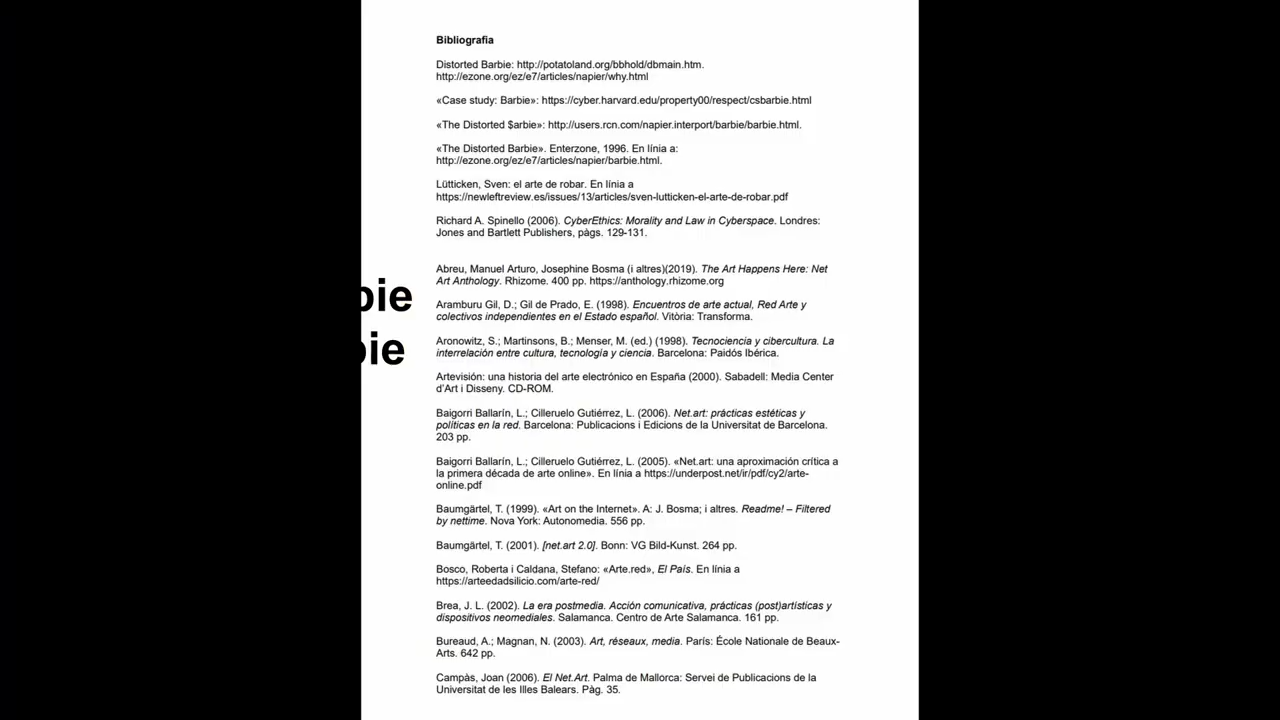 Bibliografia
Distorted Barbie: http://potatoland.org/bbhold/dbmain.htm.
http://ezone.org/ez/e7/articles/napier/why.html
«Case study: Barbie»: https://cyber.harvard.edu/property00/respect/csbarbie.html
«The Distorted $arbie»: http://users.rcn.com/napier.interport/barbie/barbie.html.
«The Distorted Barbie». Enterzone, 1996. En línia a:
http://ezone.org/ez/e7/articles/napier/barbie.html.
Lütticken, Sven: el arte de robar. En línia a
https://newleftreview.es/issues/13/articles/sven-lutticken-el-arte-de-robar.pdf
Richard A. Spinello (2006). CyberEthics: Morality and Law in Cyberspace. Londres:
Jones and Bartlett Publishers, pàgs. 129-131.
Abreu, Manuel Arturo, Josephine Bosma (i altres)(2019). The Art Happens Here: Net
Art Anthology. Rhizome. 400 pp. https://anthology.rhizome.org
bie
Aramburu Gil, D.; Gil de Prado, E. (1998). Encuentros de arte actual, Red Arte y
colectivos independientes en el Estado español. Vitòria: Transforma.
bie
Aronowitz, S.; Martinsons, B.; Menser, M. (ed.) (1998). Tecnociencia y cibercultura. La
interrelación entre cultura, tecnología y ciencia. Barcelona: Paidós Ibérica.
Artevisión: una historia del arte electrónico en España (2000). Sabadell: Media Center
d'Art i Disseny. CD-ROM.
Baigorri Ballarín, L.; Cilleruelo Gutiérrez, L. (2006). Net.art: prácticas estéticas y
políticas en la red. Barcelona: Publicacions i Edicions de la Universitat de Barcelona.
203 pp.
Baigorri Ballarín, L.; Cilleruelo Gutiérrez, L. (2005). «Net.art: una aproximación crítica a
la primera década de arte online». En línia a https://underpost.net/ir/pdf/cy2/arte-
online.pdf
Baumgärtel, T. (1999). «Art on the Internet». A: J. Bosma; i altres. Readme! – Filtered
by nettime. Nova York: Autonomedia. 556 pp.
Baumgärtel, T. (2001). [net.art 2.0]. Bonn: VG Bild-Kunst. 264 pp.
Bosco, Roberta i Caldana, Stefano: «Arte.red», El País. En línia a
https://arteedadsilicio.com/arte-red/
Brea, J. L. (2002). La era postmedia. Acción comunicativa, prácticas (post)artísticas y
dispositivos neomediales. Salamanca. Centro de Arte Salamanca. 161 pp.
Bureaud, A.; Magnan, N. (2003). Art, réseaux, media. París: École Nationale de Beaux-
Arts. 642 pp.
Campàs, Joan (2006). El Net.Art. Palma de Mallorca: Servei de Publicacions de la
Universitat de les Illes Balears. Pàg. 35.